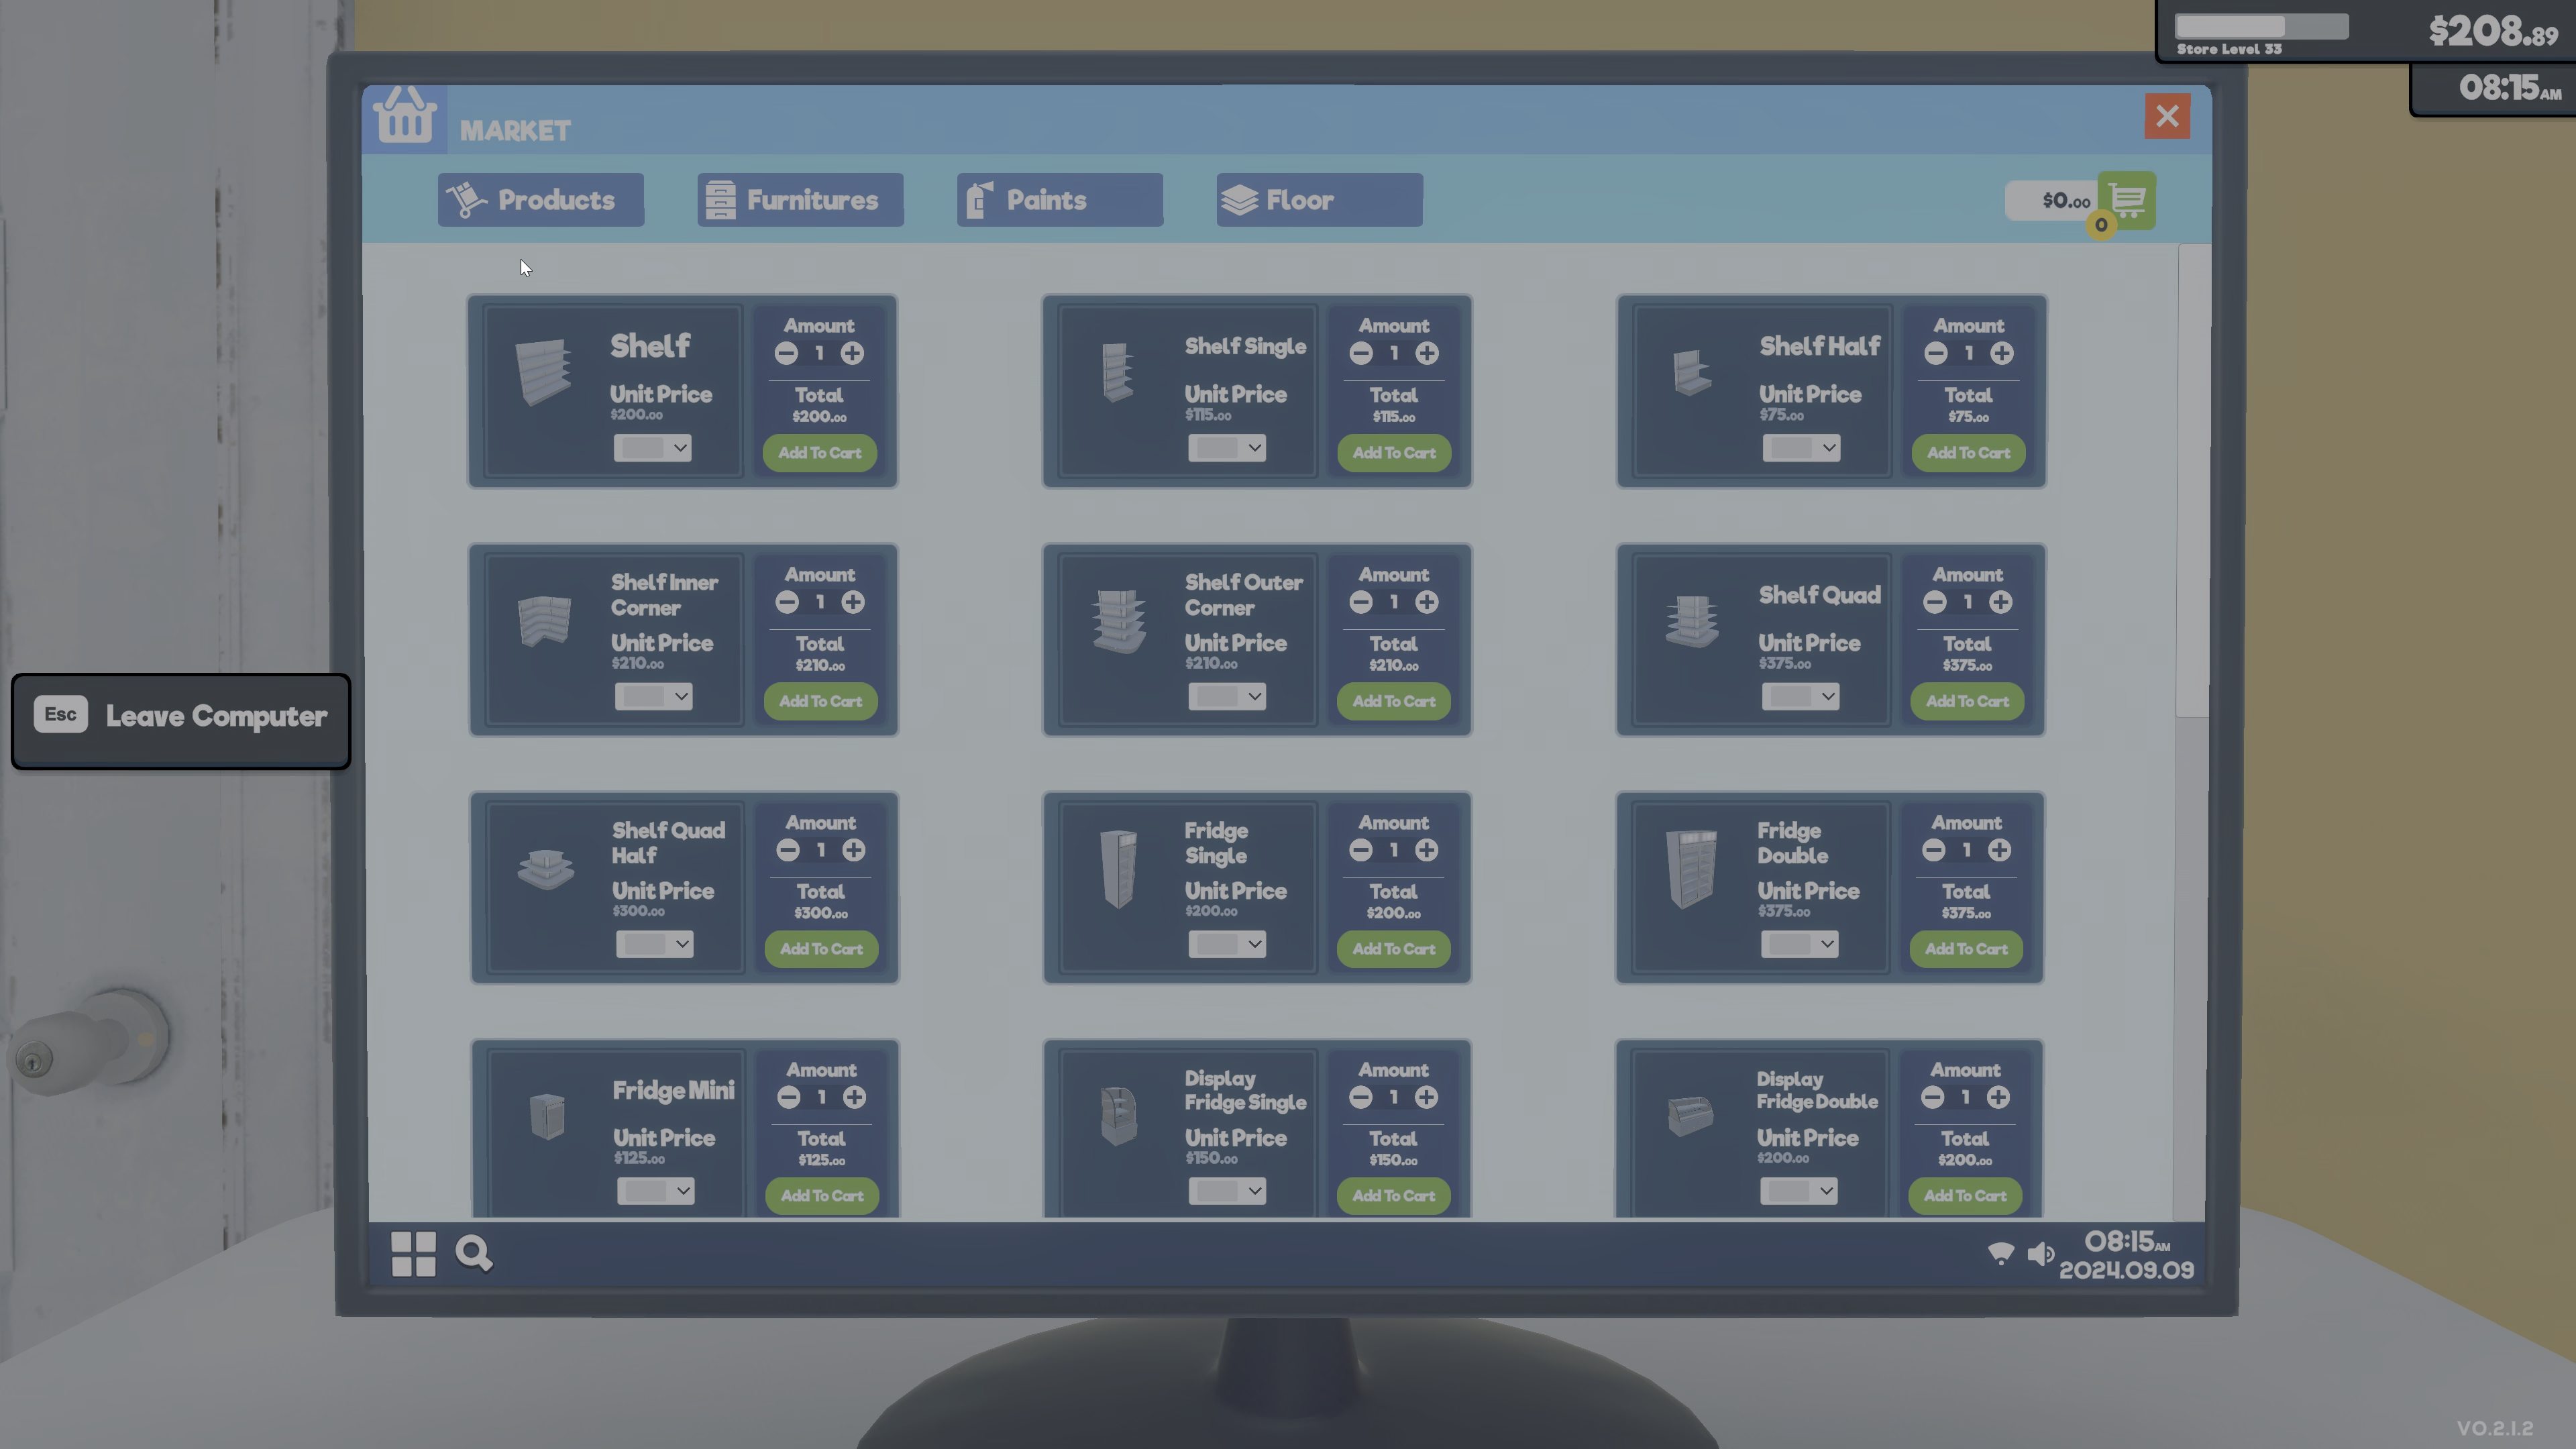 $208.89
Store Level 33
08:15AM
MARKET
Products
Furnitures
Paints
Floor
$0.00
0
Shelf
Unit Price
$200.00
Amount
1
Total
$200.00
Add To Cart
Shelf Single
Unit Price
$115.00
Amount
1
Total
$115.00
Add To Cart
Shelf Half
Unit Price
$75.00
Amount
1
Total
$75.00
Add To Cart
Shelf Inner
Corner
Unit Price
$210.00
Amount
1
Total
$210.00
Add To Cart
Shelf Outer
Corner
Unit Price
$210.00
Amount
1
Total
$210.00
Add To Cart
Shelf Quad
Unit Price
$375.00
Amount
1
Total
$375.00
Add To Cart
Esc Leave Computer
Shelf Quad
Half
Unit Price
$300.00
Amount
1
Total
$300.00
Add To Cart
Fridge
Single
Unit Price
$200.00
Amount
1
Total
$200.00
Add To Cart
Fridge
Double
Unit Price
$375.00
Amount
1
Total
$375.00
Add To Cart
Fridge Mini
Unit Price
$125.00
Amount
1
Total
$125.00
Add To Cart
Display
Fridge Single
Unit Price
$150.00
Amount
1
Total
$150.00
Add To Cart
Display
Fridge Double
Unit Price
$200.00
Amount
1
Total
$200.00
Add To Cart
08:15AM
2024.09.09
V0.2.1.2